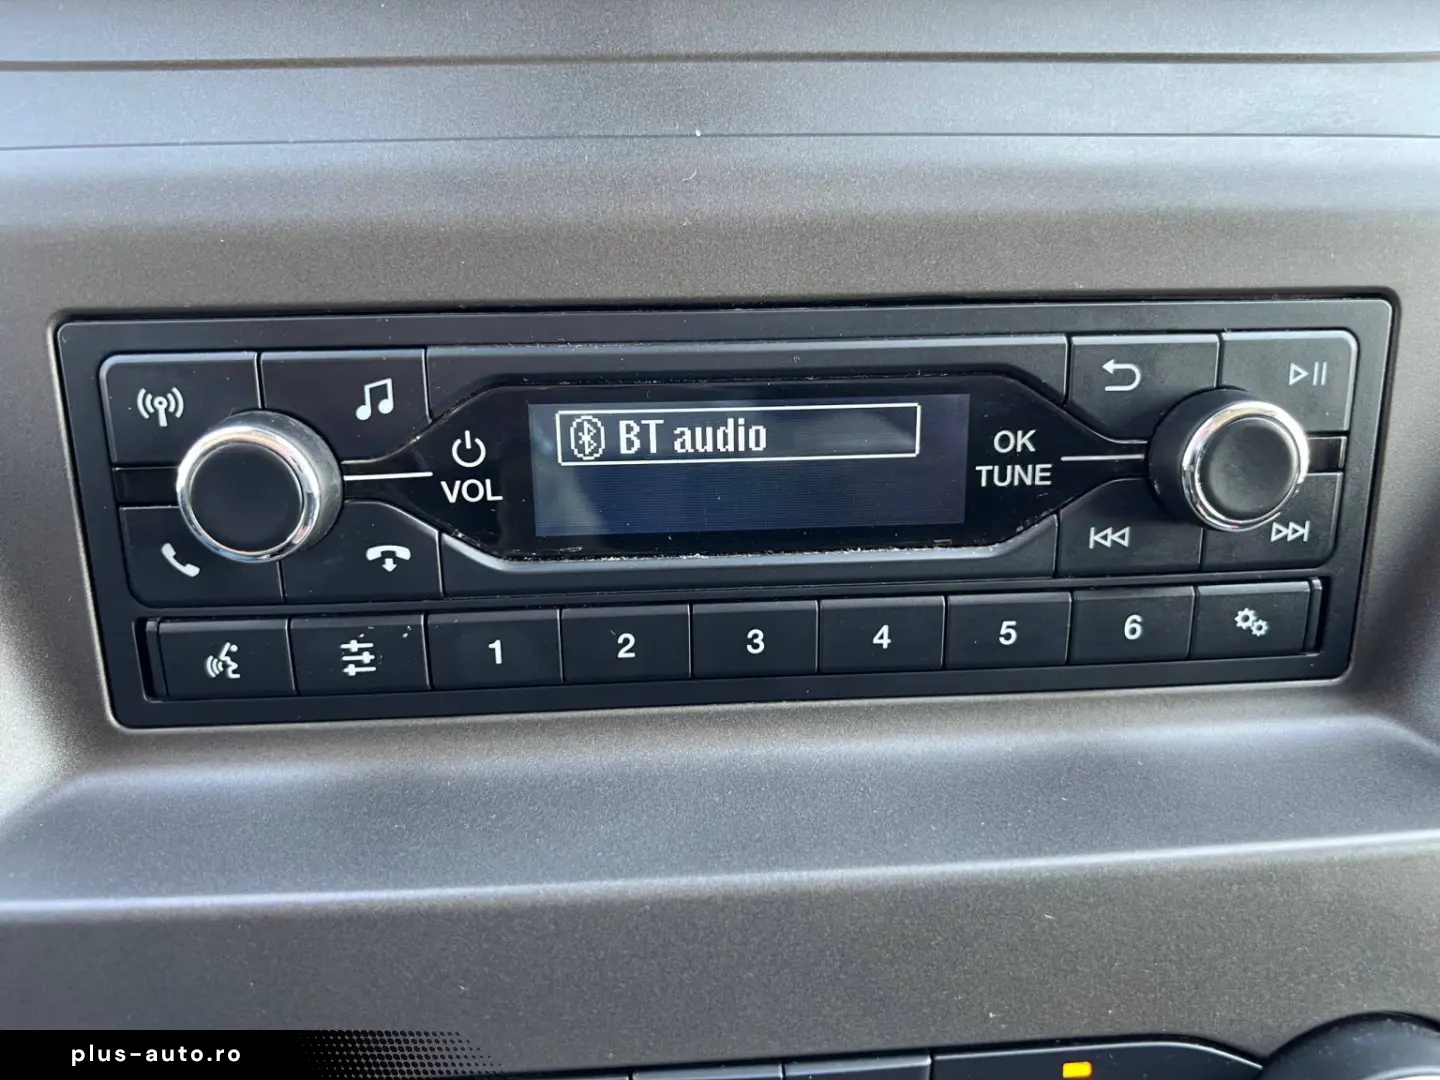 BT audio
VOL
OK
TUNE
1 2 3 4 5 6
plus-auto.ro